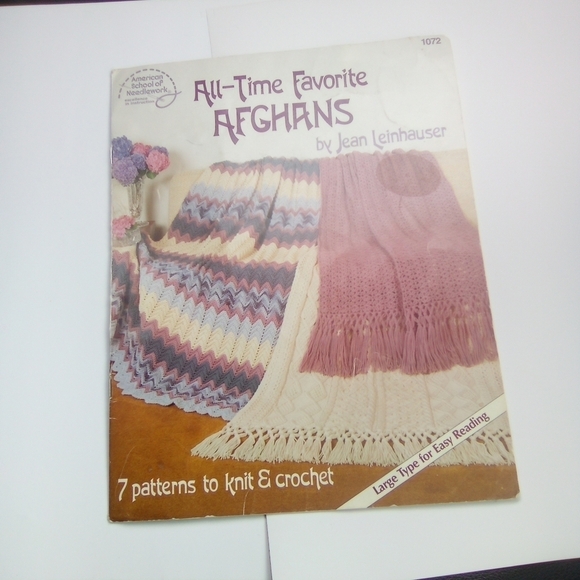 1072
American
School of
Needlework
All-Time Favorite
AFGHANS
by Jean Leinhauser
7 patterns to knit & crochet
Large Type for Easy Reading